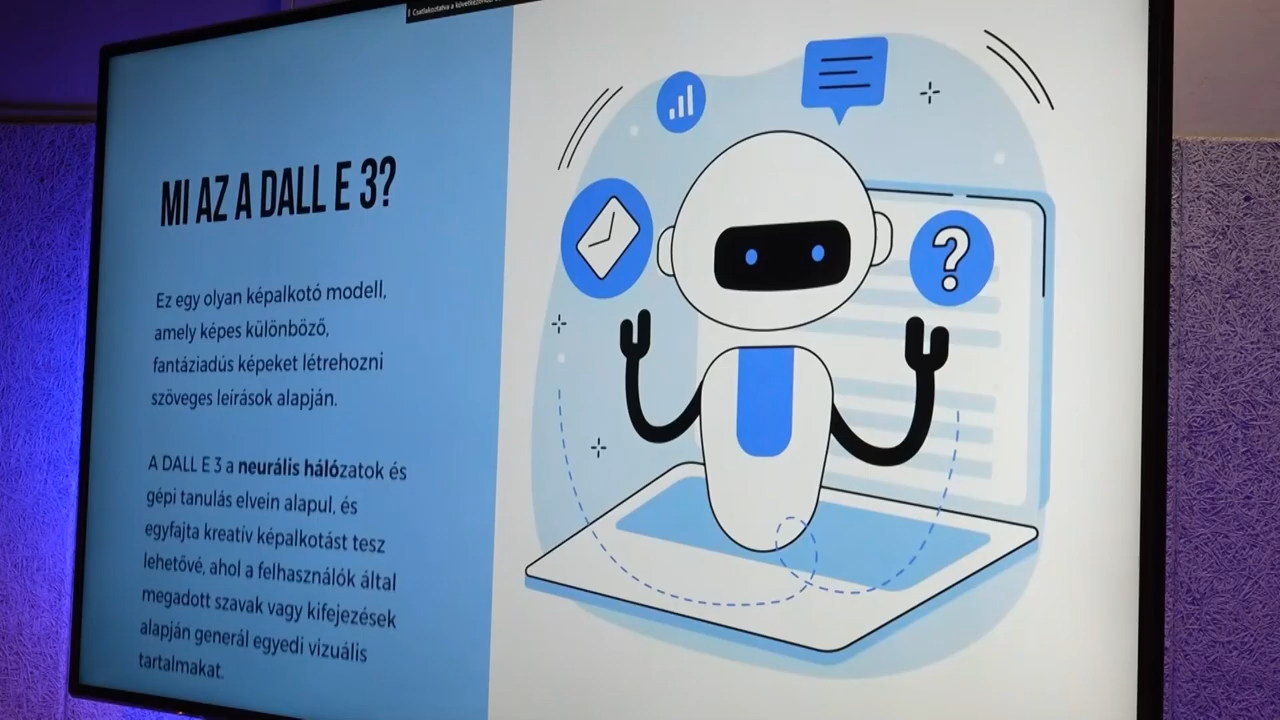 Csatlakoztatva a következőhöz:
MI AZ A DALL E 3?
Ez egy olyan képalkotó modell,
amely képes különböző,
fantáziadús képeket létrehozni
szöveges leírások alapján.
A DALL E 3 a neurális hálózatok és
gépi tanulás elvein alapul, és
egyfajta kreatív képalkotást tesz
lehetővé, ahol a felhasználók által
megadott szavak vagy kifejezések
alapján generál egyedi vizuális
tartalmakat.
?